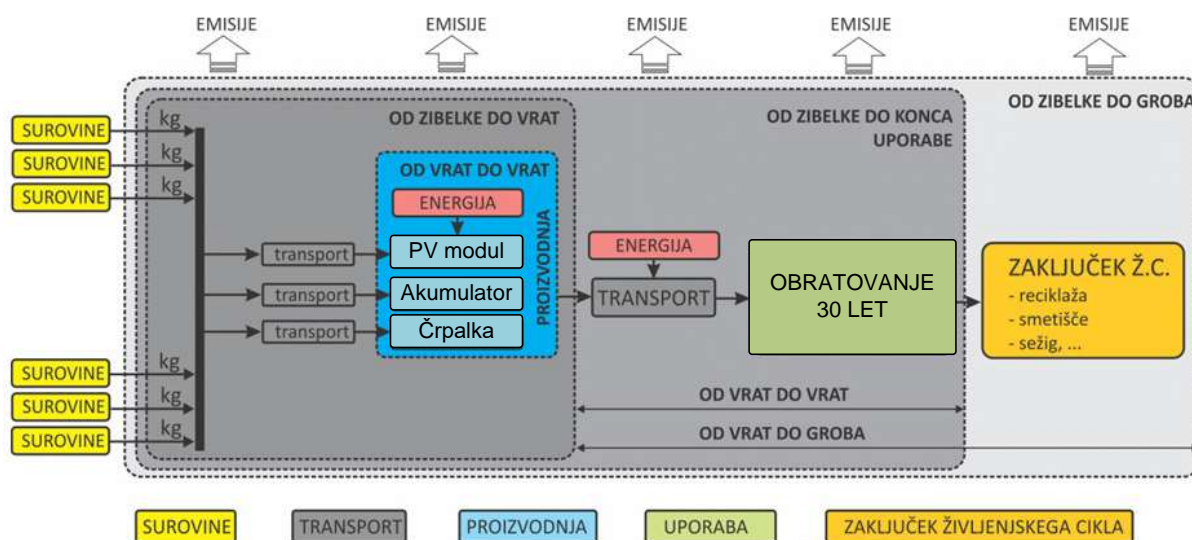 EMISIJE EMISIJE EMISIJE EMISIJE EMISIJE
OD ZIBELKE DO GROBA
OD ZIBELKE DO VRAT
OD ZIBELKE DO KONCA
UPORABE
SUROVINE kg
SUROVINE kg
SUROVINE kg
OD VRAT DO VRAT
ENERGIJA
PROIZVODNJA
transport PV modul
transport Akumulator
transport Črpalka
ENERGIJA
TRANSPORT
OBRATOVANJE
30 LET
ZAKLJUČEK Ž.C.
- reciklaža
- smetišče
- sežig, ...
SUROVINE kg
SUROVINE kg
SUROVINE kg
OD VRAT DO VRAT
OD VRAT DO GROBA
SUROVINE TRANSPORT PROIZVODNJA UPORABA ZAKLJUČEK ŽIVLJENJSKEGA CIKLA